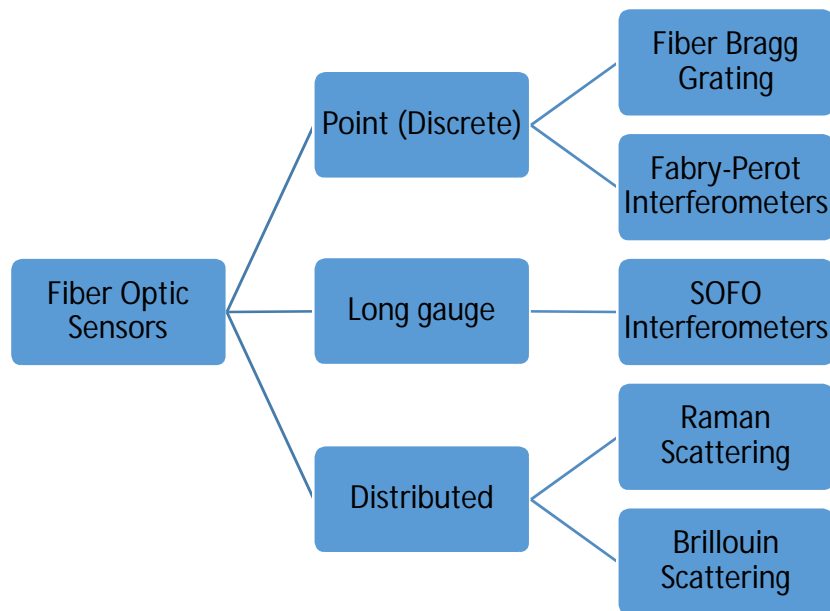 Fiber Optic
Sensors
Point (Discrete)
Fiber Bragg
Grating
Fabry-Perot
Interferometers
Long gauge
SOFO
Interferometers
Distributed
Raman
Scattering
Brillouin
Scattering